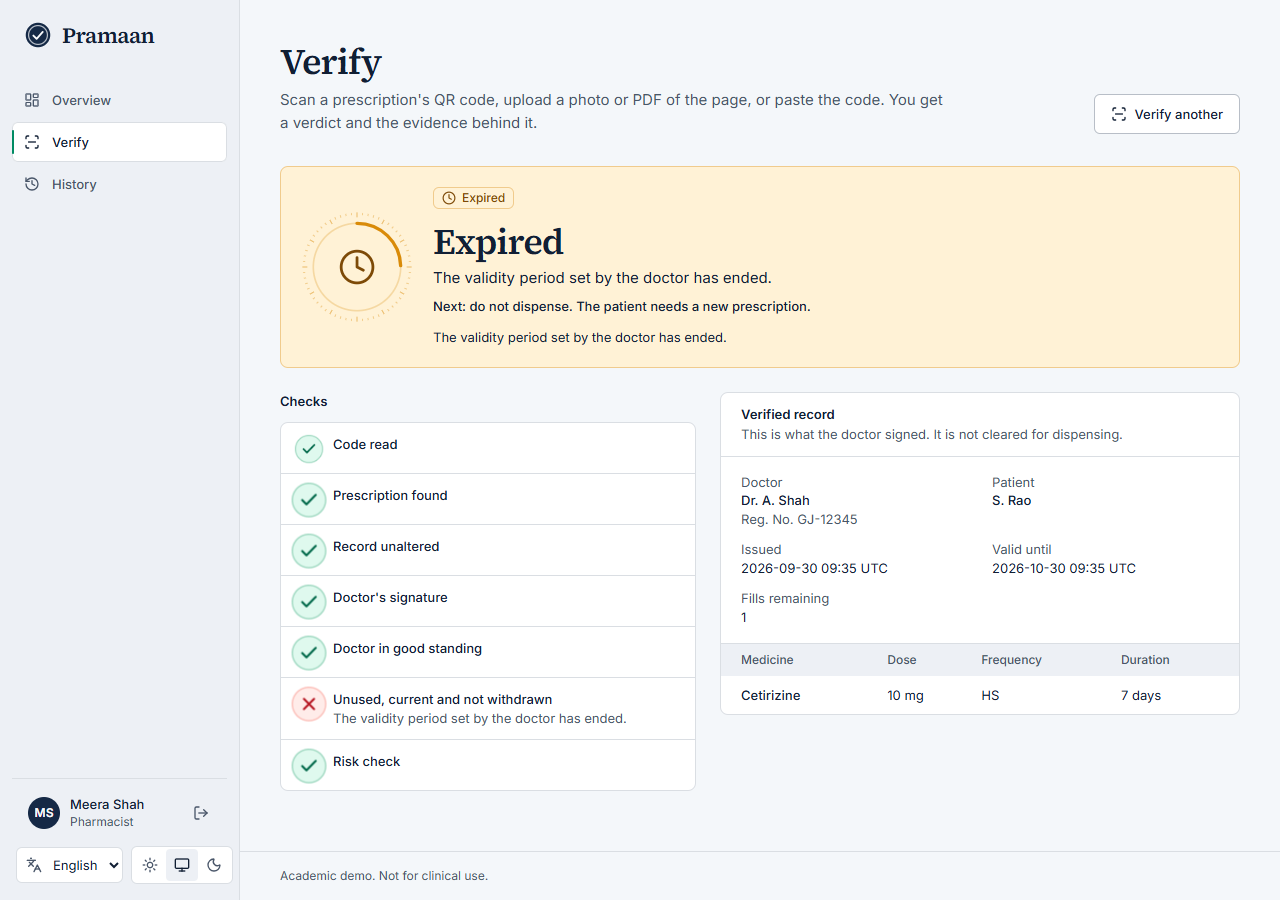 Pramaan
Overview
Verify
History
Verify
Scan a prescription's QR code, upload a photo or PDF of the page, or paste the code. You get
a verdict and the evidence behind it.
Verify another
Expired
Expired
The validity period set by the doctor has ended.
Next: do not dispense. The patient needs a new prescription.
The validity period set by the doctor has ended.
Checks
Code read
Prescription found
Record unaltered
Doctor's signature
Doctor in good standing
Unused, current and not withdrawn
The validity period set by the doctor has ended.
Risk check
Verified record
This is what the doctor signed. It is not cleared for dispensing.
Doctor Patient
Dr. A. Shah S. Rao
Reg. No. GJ-12345
Issued Valid until
2026-09-30 09:35 UTC 2026-10-30 09:35 UTC
Fills remaining
1
Medicine Dose Frequency Duration
Cetirizine 10 mg HS 7 days
MS
Meera Shah
Pharmacist
English
Academic demo. Not for clinical use.